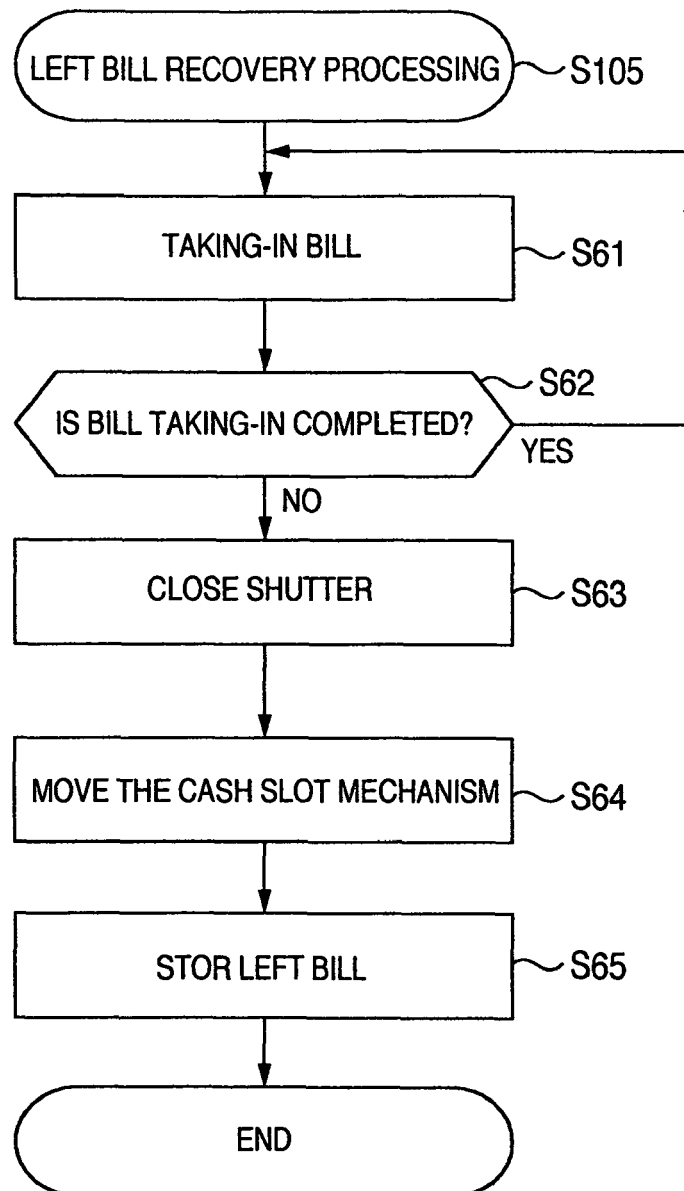 LEFT BILL RECOVERY PROCESSING S105
TAKING-IN BILL S61
S62
IS BILL TAKING-IN COMPLETED?
YES
NO
CLOSE SHUTTER S63
MOVE THE CASH SLOT MECHANISM S64
STOR LEFT BILL S65
END